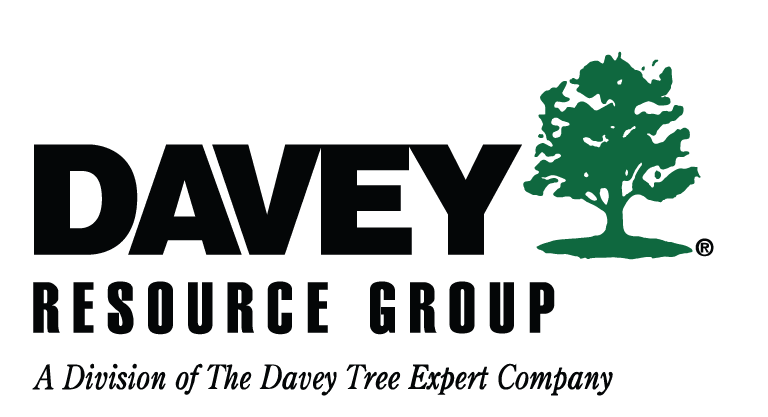 DAVEY®
RESOURCE GROUP
A Division of The Davey Tree Expert Company